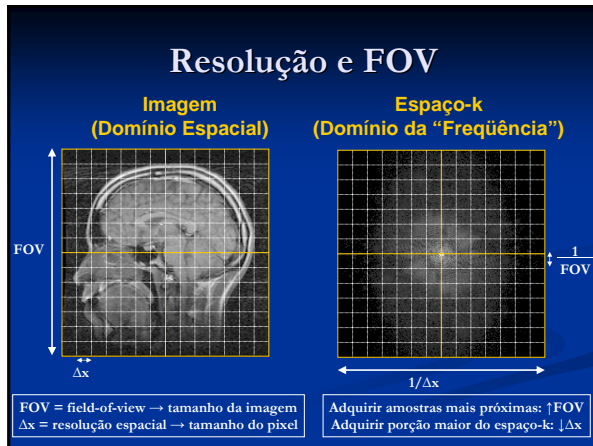 Resolução e FOV
Imagem
(Domínio Espacial)
Espaço-k
(Domínio da “Freqüência”)
FOV
Δx
1
FOV
1/Δx
FOV = field-of-view → tamanho da imagem
Δx = resolução espacial → tamanho do pixel
Adquirir amostras mais próximas: ↑FOV
Adquirir porção maior do espaço-k: ↓Δx